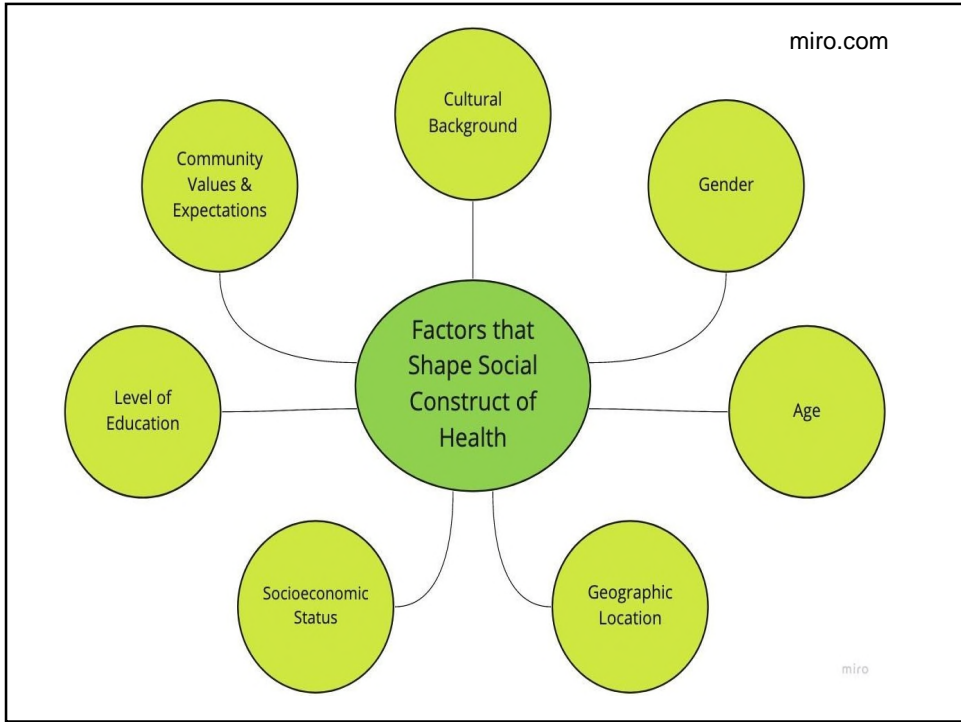 miro.com
Cultural
Background
Community
Values &
Expectations
Gender
Factors that
Shape Social
Construct of
Health
Level of
Education
Age
Socioeconomic
Status
Geographic
Location
miro